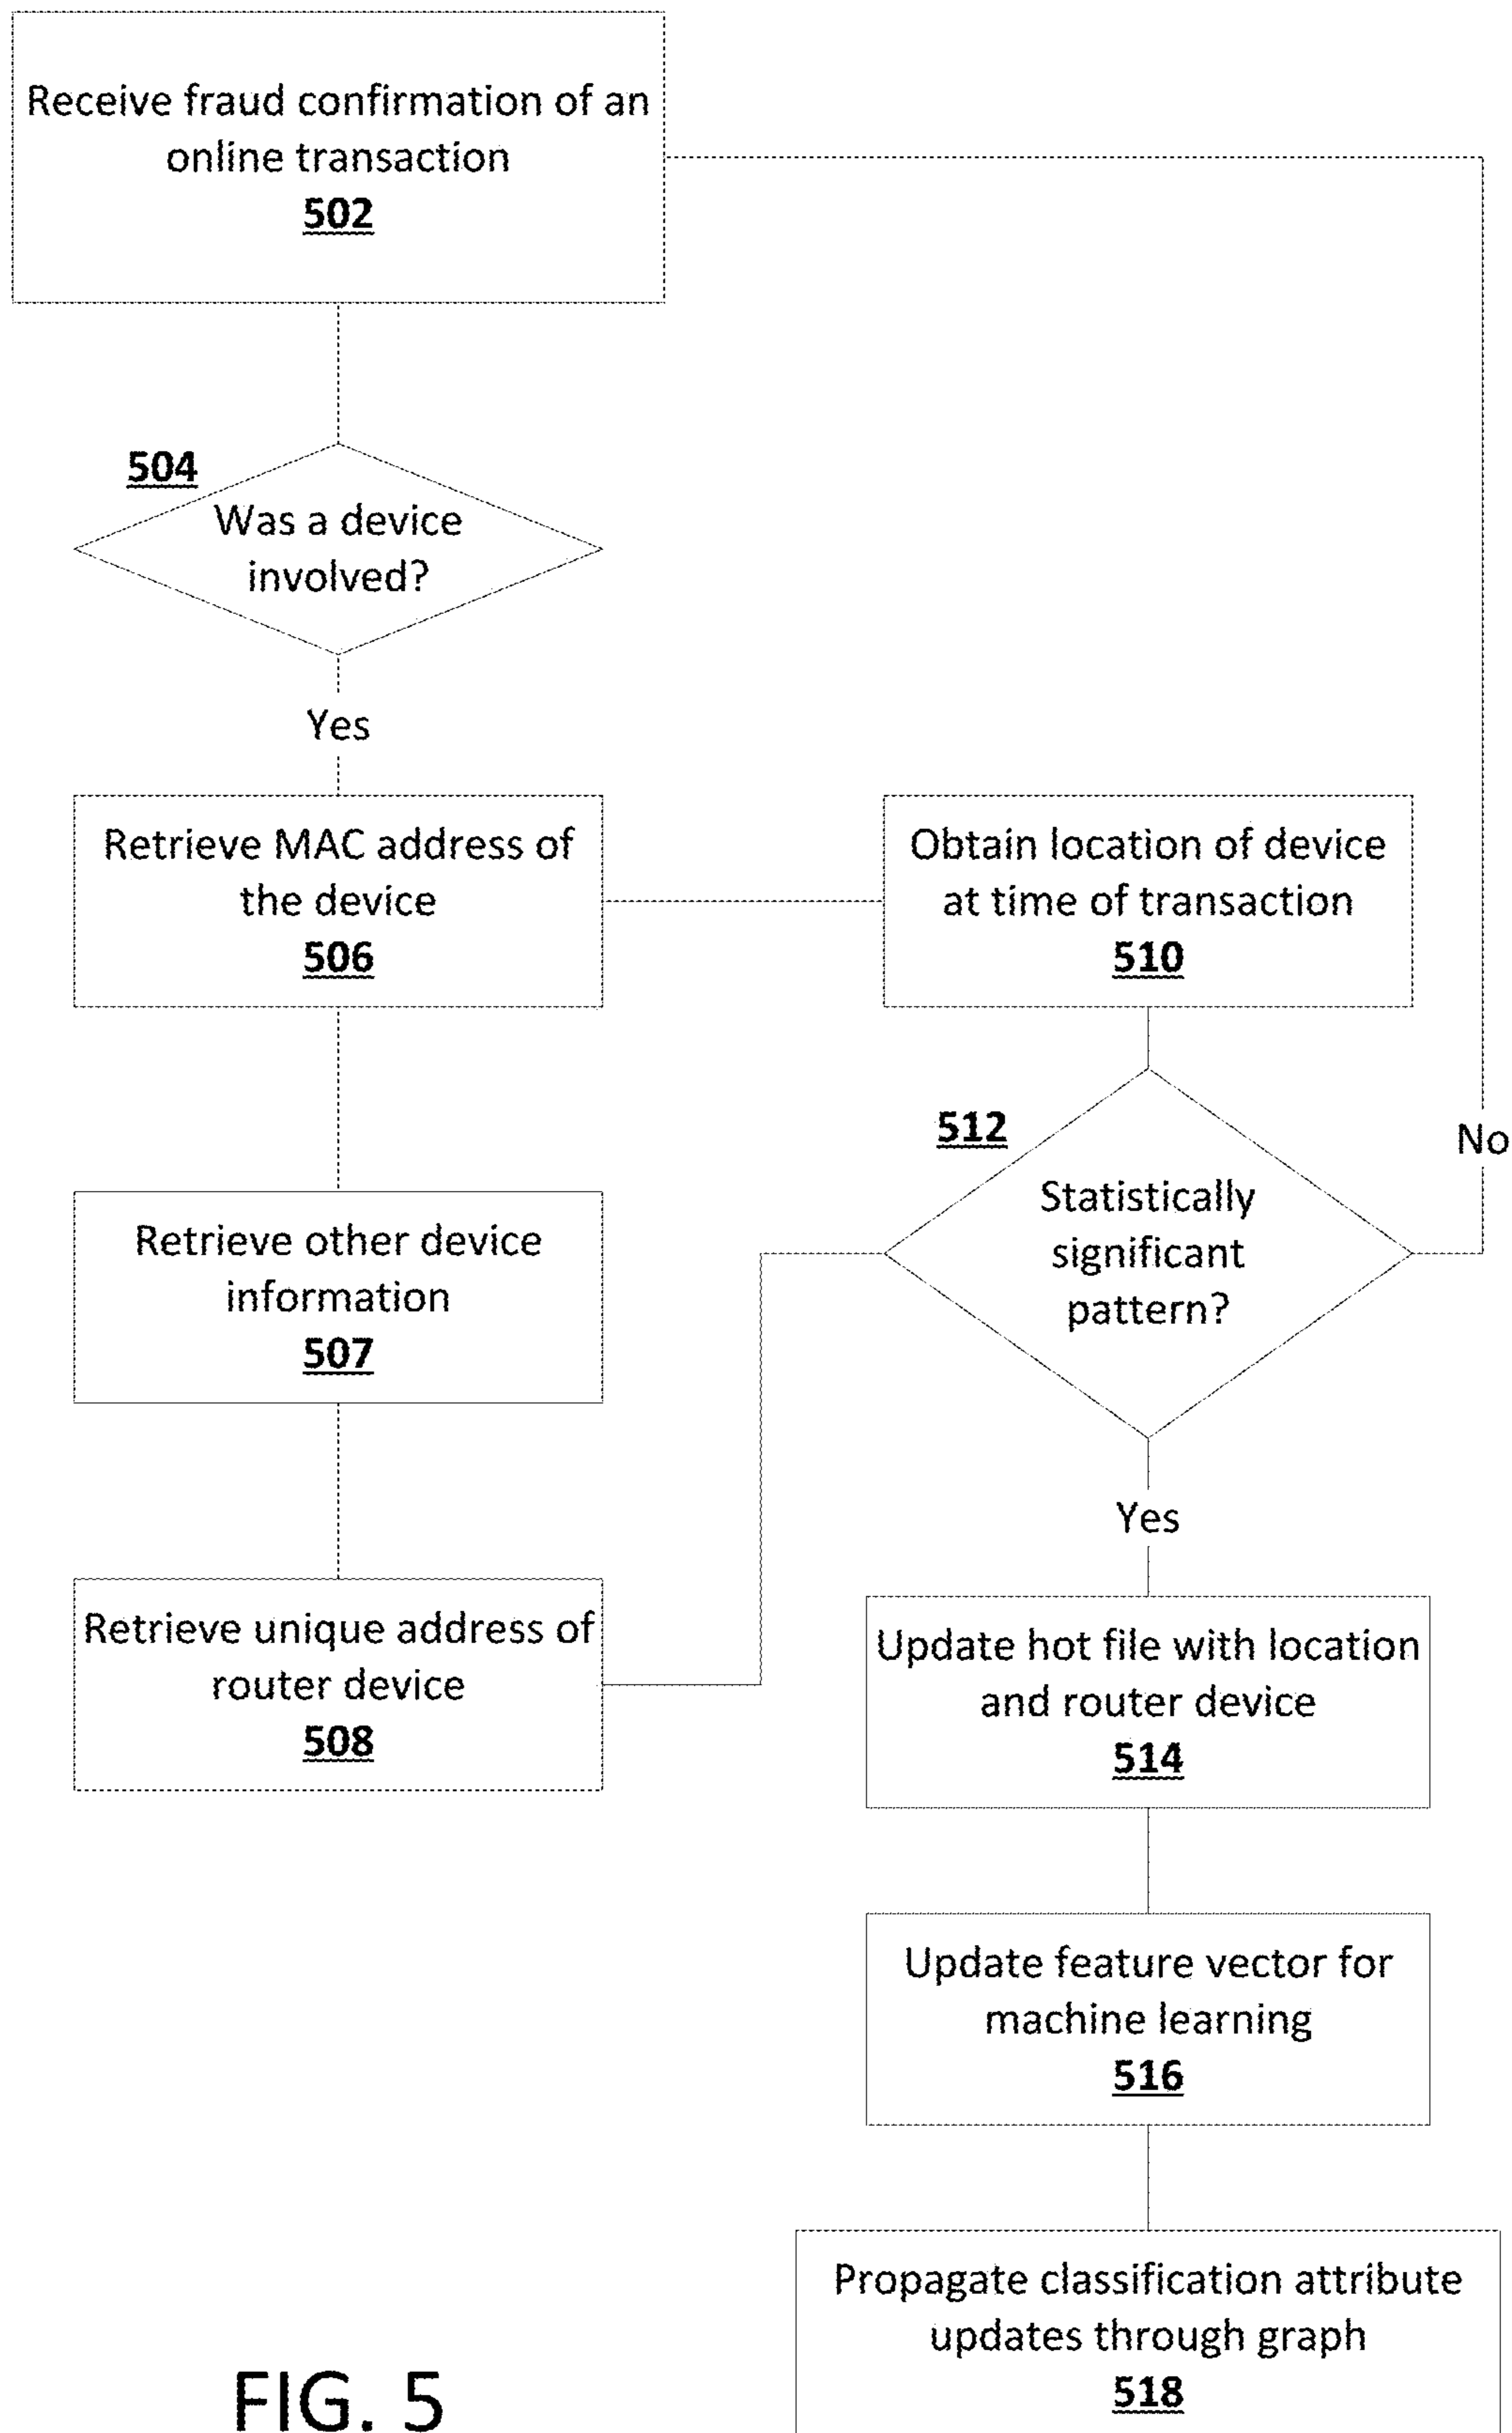 Receive fraud confirmation of an
online transaction
502
504
Was a device
involved?
Yes
Retrieve MAC address of
the device
506
Obtain location of device
at time of transaction
510
512
No
Statistically
significant
pattern?
Retrieve other device
information
507
Yes
Retrieve unique address of
router device
508
Update hot file with location
and router device
514
Update feature vector for
machine learning
516
Propagate classification attribute
updates through graph
518
FIG. 5